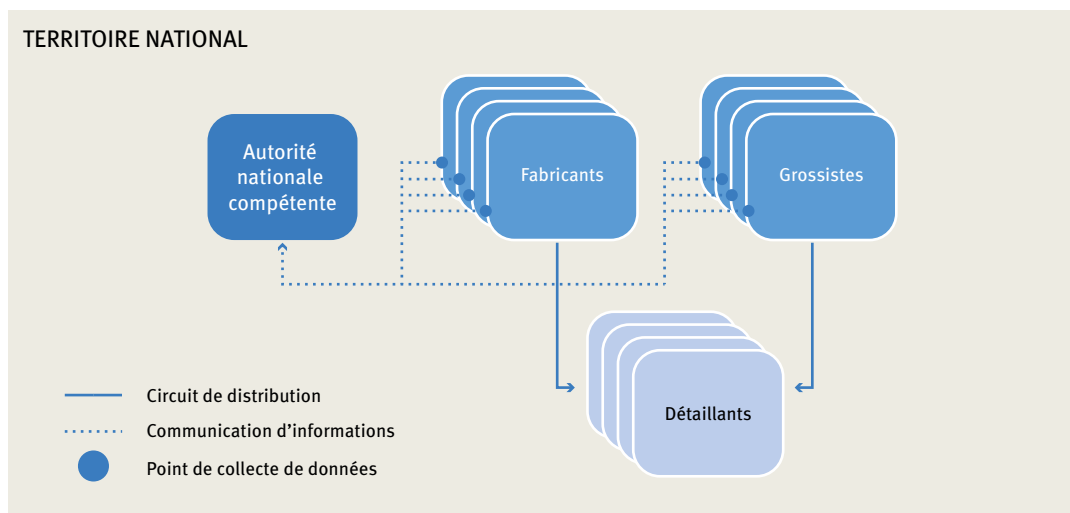 TERRITOIRE NATIONAL
Autorité
nationale
compétente
Fabricants
Grossistes
Détaillants
Circuit de distribution
Communication d’informations
Point de collecte de données